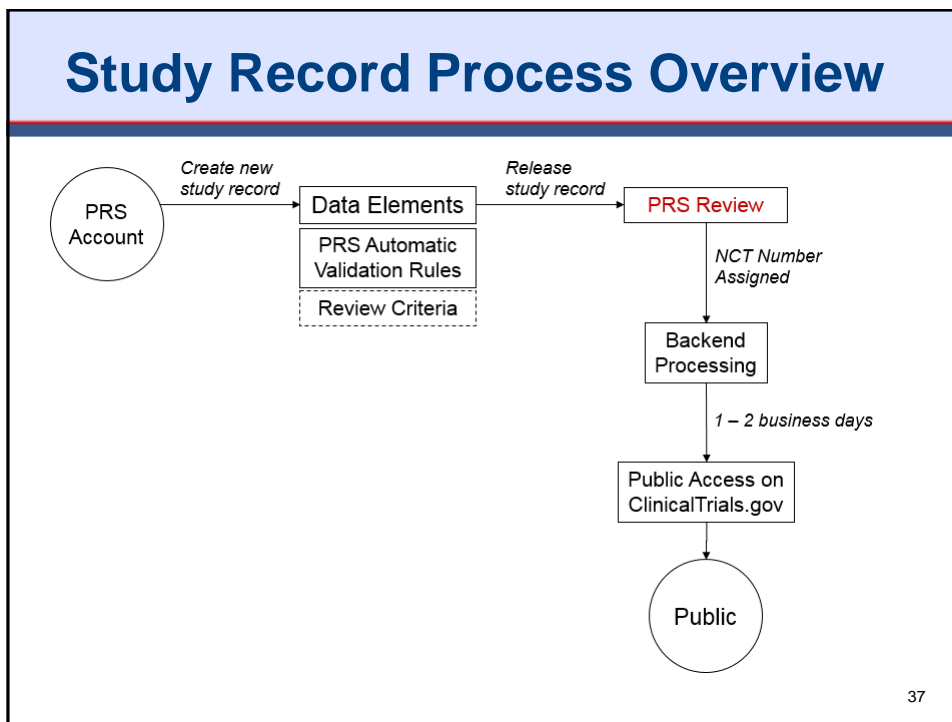 Study Record Process Overview
PRS
Account
Create new
study record
Data Elements
PRS Automatic
Validation Rules
Review Criteria
Release
study record
PRS Review
NCT Number
Assigned
Backend
Processing
1 – 2 business days
Public Access on
ClinicalTrials.gov
Public
37